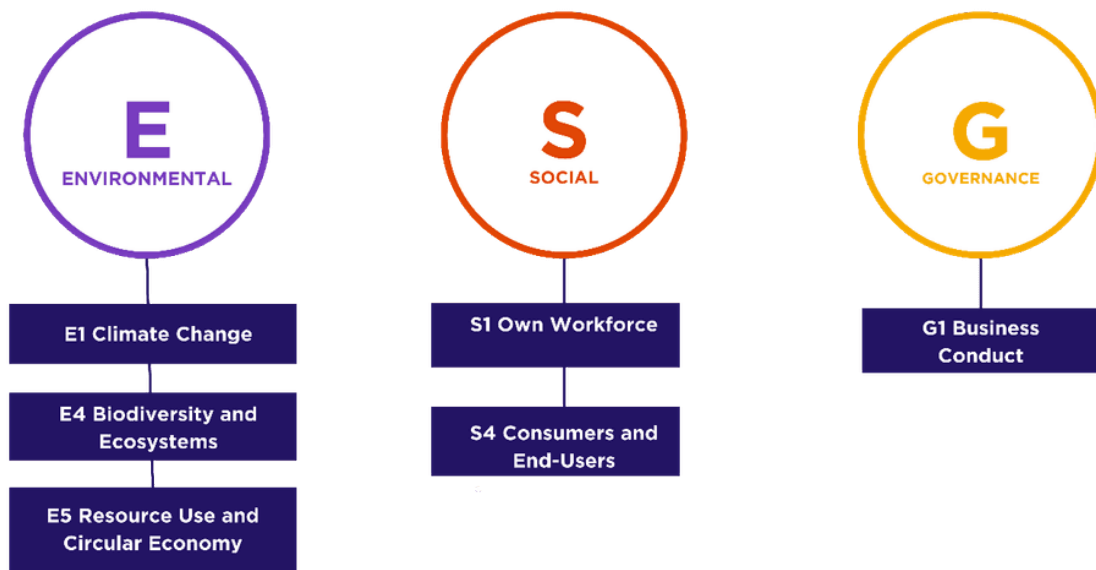 E
ENVIRONMENTAL
E1 Climate Change
E4 Biodiversity and
Ecosystems
E5 Resource Use and
Circular Economy
S
SOCIAL
S1 Own Workforce
S4 Consumers and
End-Users
G
GOVERNANCE
G1 Business
Conduct